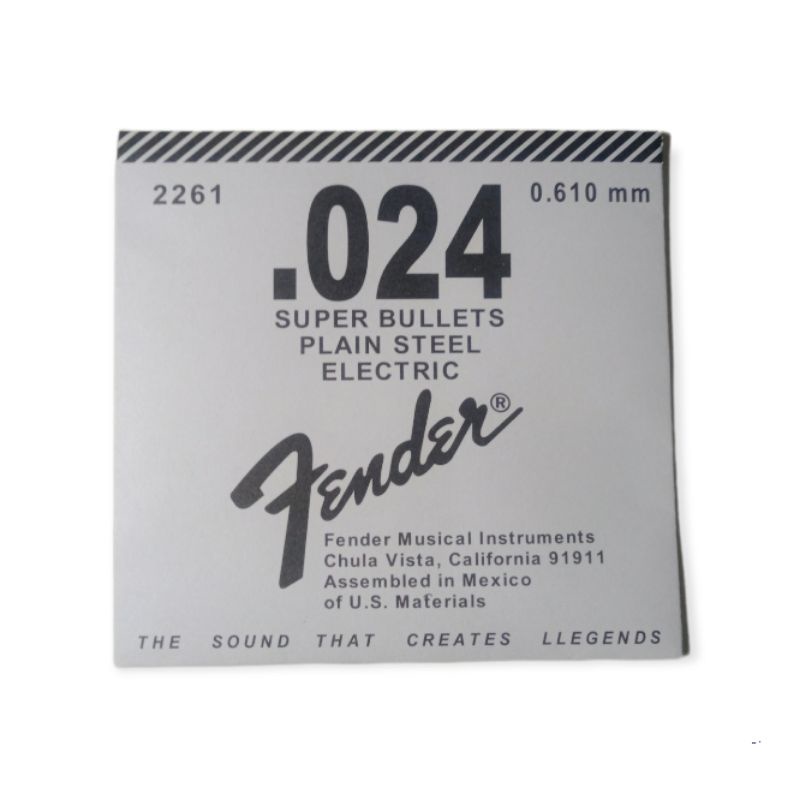 2261
.024
0.610 mm
SUPER BULLETS
PLAIN STEEL
ELECTRIC
Fender®
Fender Musical Instruments
Chula Vista, California 91911
Assembled in Mexico
of U.S. Materials
THE SOUND THAT CREATES LLEGENDS